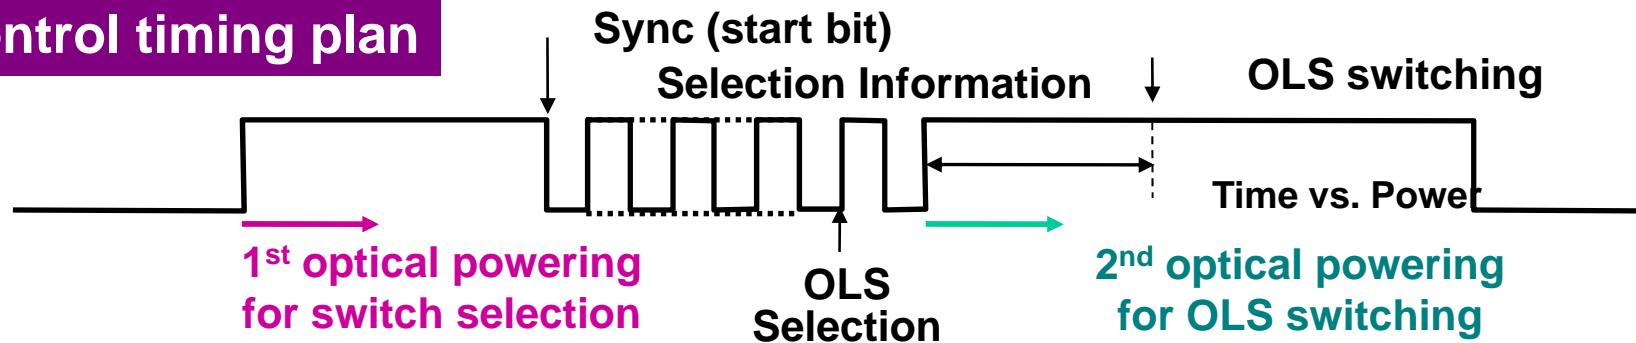 ontrol timing plan
Sync (start bit)
Selection Information
OLS switching
Time vs. Power
1st optical powering
for switch selection
OLS
Selection
2nd optical powering
for OLS switching